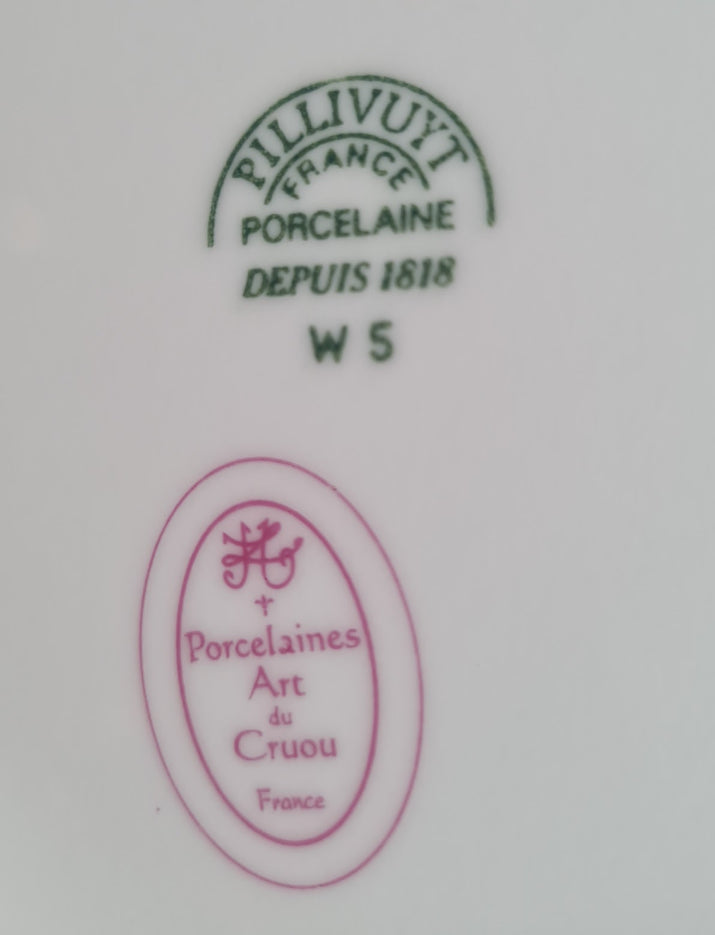 PILLIVUYT
FRANCE
PORCELAINE
DEPUIS 1818
W 5
Porcelaines
Art
du
Cruou
France